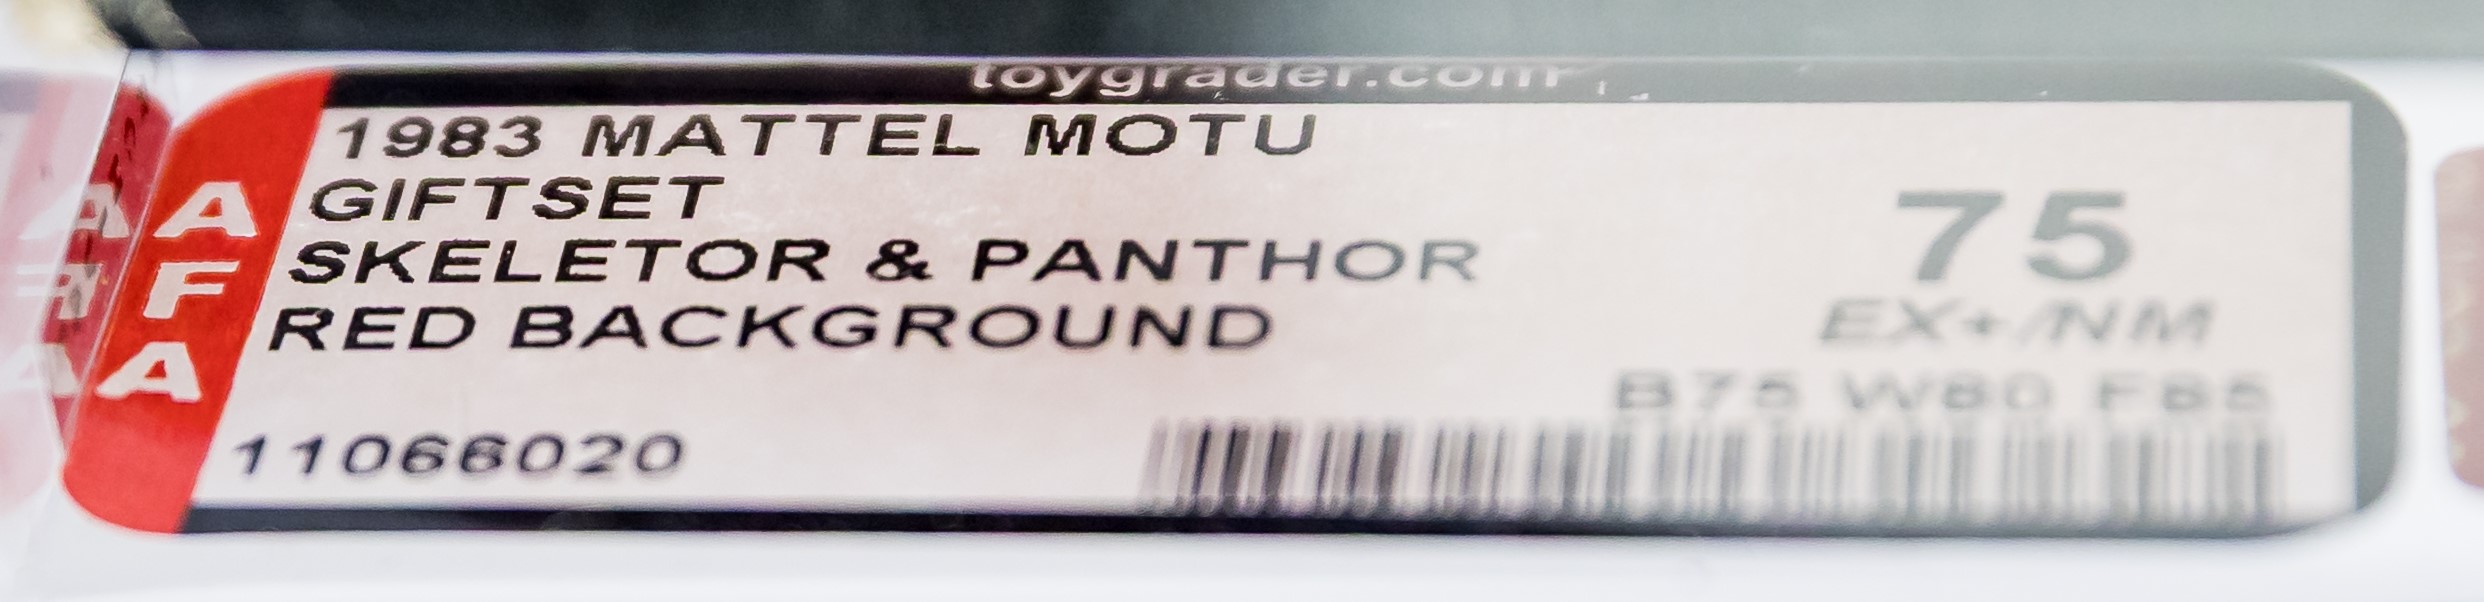 toygrader.com
AFA
1983 MATTEL MOTU
GIFTSET
SKELETOR & PANTHOR
RED BACKGROUND
11066020
75
EX+/NM
B75 W80 F85